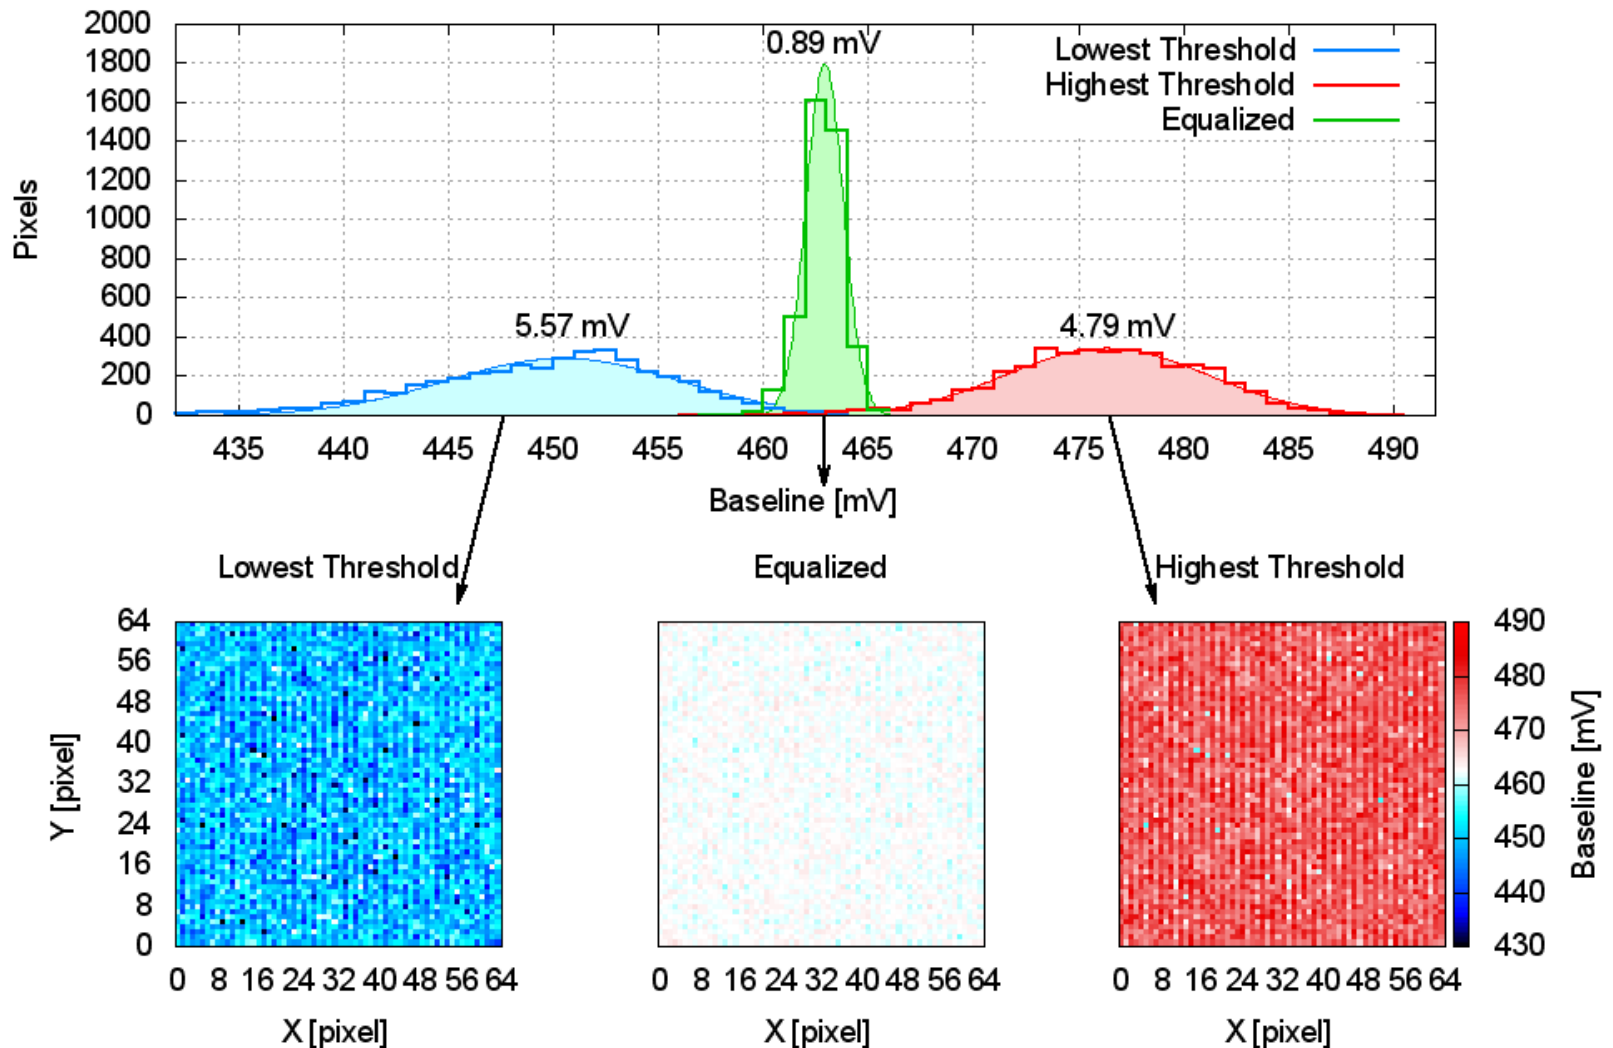 2000
1800
1600
1400
1200
1000
800
600
400
200
0
Pixels
0.89 mV
5.57 mV
4.79 mV
Lowest Threshold
Highest Threshold
Equalized
435 440 445 450 455 460 465 470 475 480 485 490
Baseline [mV]
Lowest Threshold
Equalized
Highest Threshold
64
56
48
40
32
24
16
8
0
Y [pixel]
0 8 16 24 32 40 48 56 64
X [pixel]
0 8 16 24 32 40 48 56 64
X [pixel]
0 8 16 24 32 40 48 56 64
X [pixel]
490
480
470
460
450
440
430
Baseline [mV]